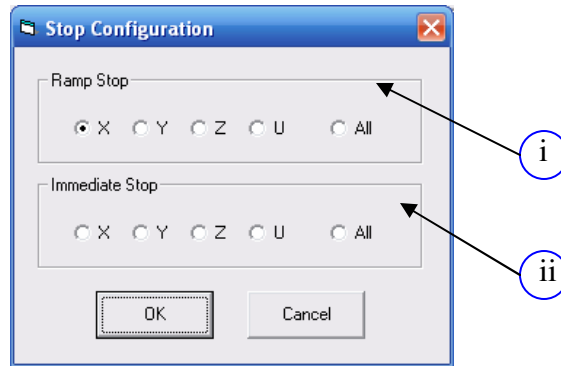 Stop Configuration
Ramp Stop
X Y Z U All
i
Immediate Stop
X Y Z U All
ii
OK Cancel